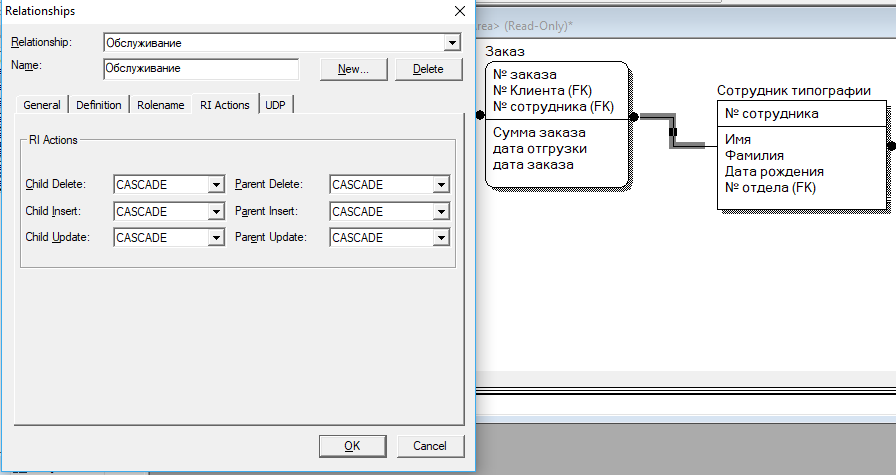 Relationships
Relationship: Обслуживание
Name: Обслуживание New... Delete
General Definition Rolename RI Actions UDP
RI Actions
Child Delete: CASCADE Parent Delete: CASCADE
Child Insert: CASCADE Parent Insert: CASCADE
Child Update: CASCADE Parent Update: CASCADE
OK Cancel
Area> (Read-Only)*
Заказ
№ заказа
№ Клиента (FK)
№ сотрудника (FK)
Сумма заказа
дата отгрузки
дата заказа
Сотрудник типографии
№ сотрудника
Имя
Фамилия
Дата рождения
№ отдела (FK)